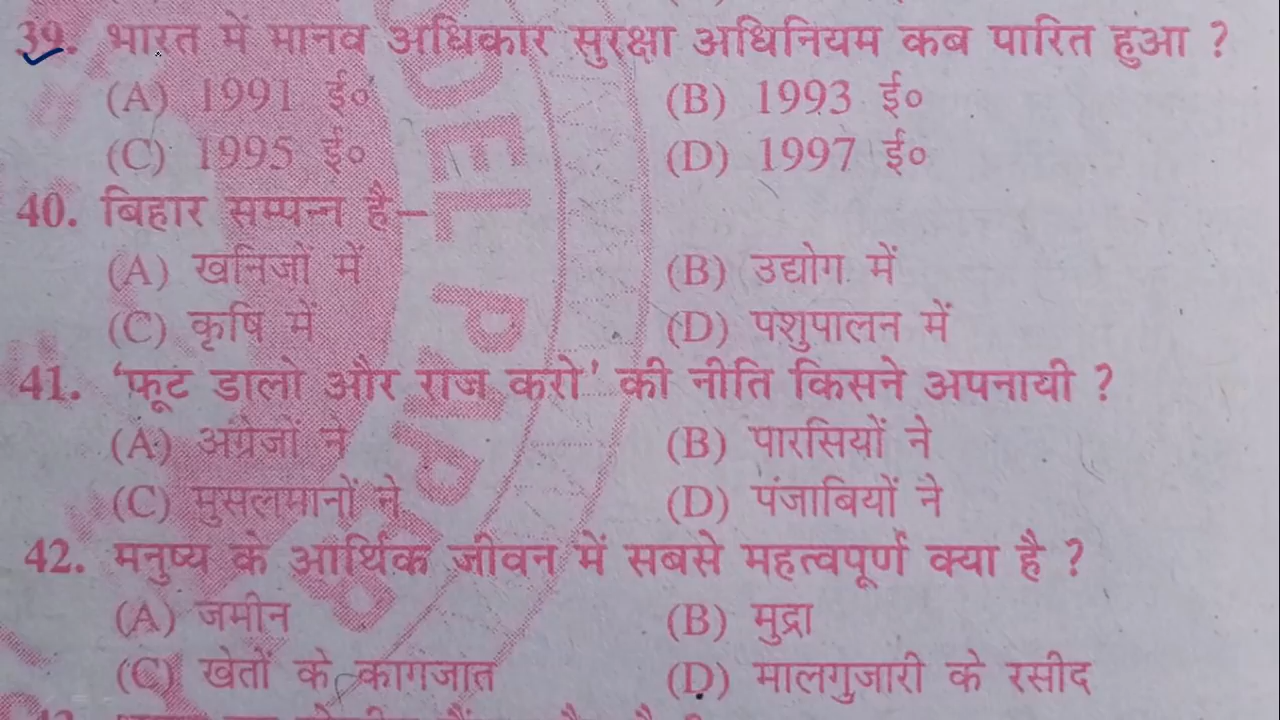 39. भारत में मानव अधिकार सुरक्षा अधिनियम कब पारित हुआ ?
(A) 1991 ई० (B) 1993 ई०
(C) 1995 ई० (D) 1997 ई०
40. बिहार सम्पन्न है–
(A) खनिजों में (B) उद्योग में
(C) कृषि में (D) पशुपालन में
41. ‘फूट डालो और राज करो’ की नीति किसने अपनायी ?
(A) अंग्रेजों ने (B) पारसियों ने
(C) मुसलमानों ने (D) पंजाबियों ने
42. मनुष्य के आर्थिक जीवन में सबसे महत्वपूर्ण क्या है ?
(A) जमीन (B) मुद्रा
(C) खेतों के कागजात (D) मालगुजारी के रसीद